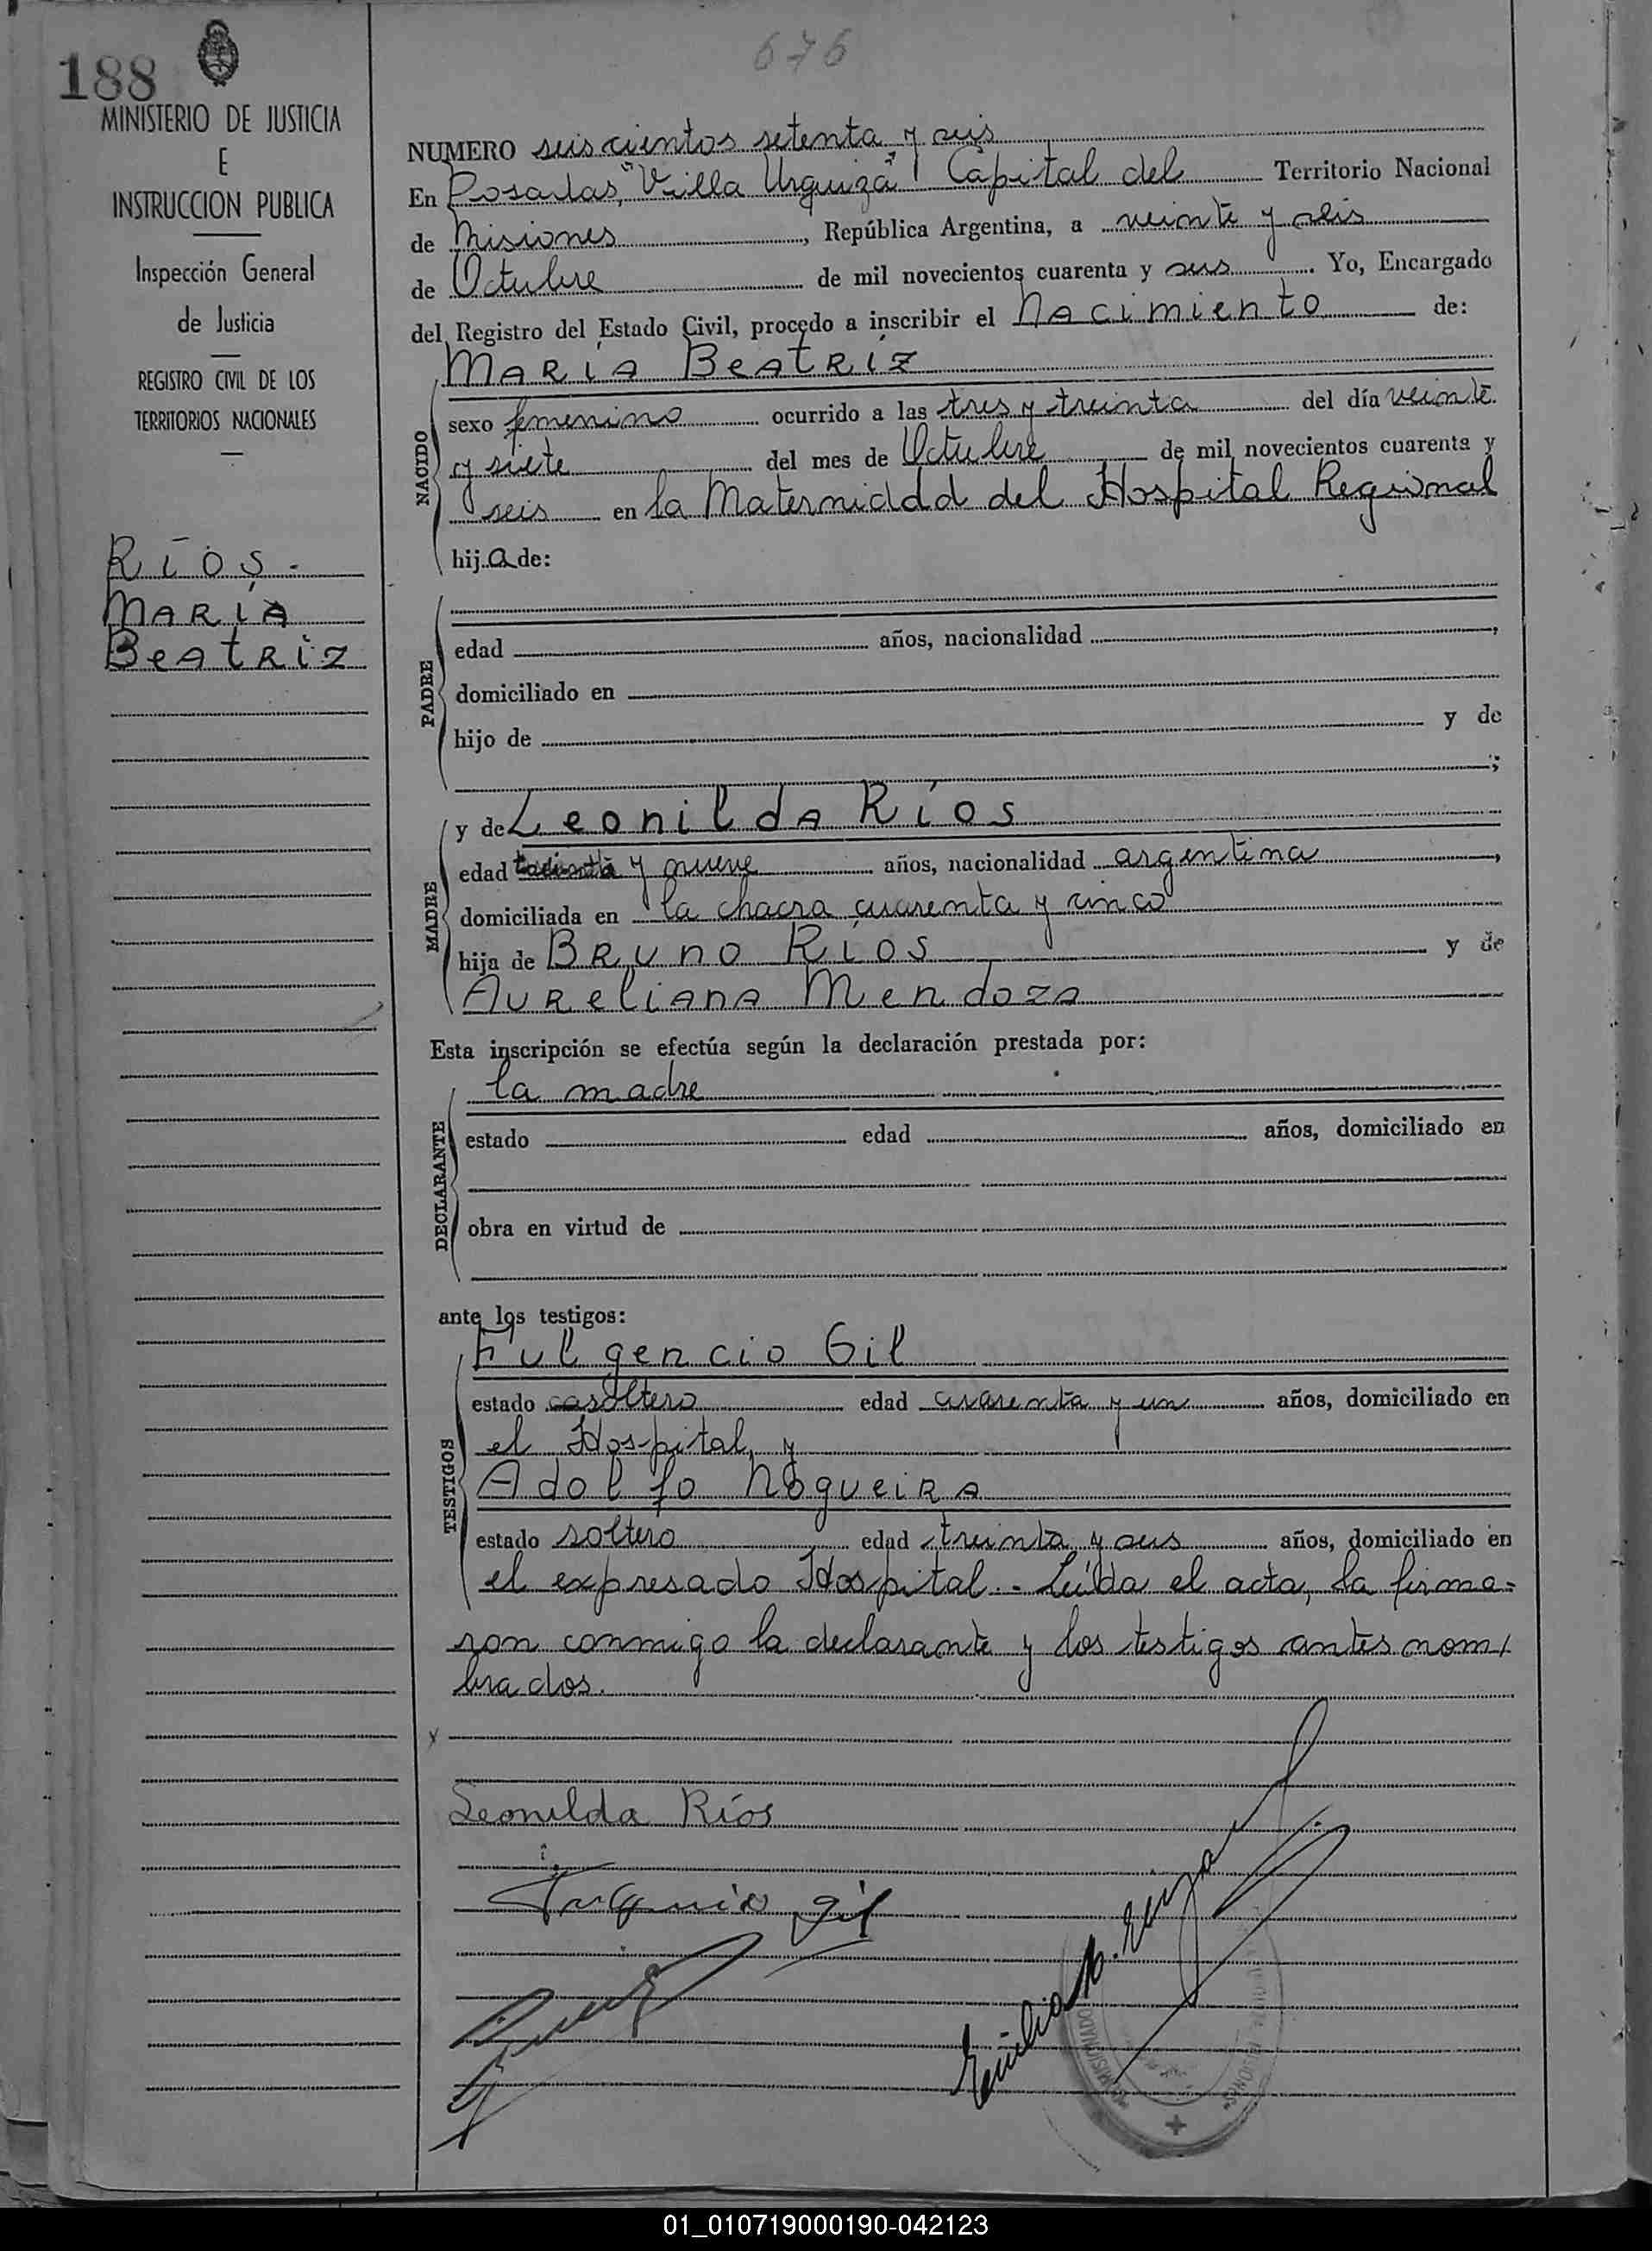 676
188
MINISTERIO DE JUSTICIA
E
INSTRUCCION PUBLICA
Inspección General
de Justicia
REGISTRO CIVIL DE LOS
TERRITORIOS NACIONALES
Ríos.
María
Beatriz
NUMERO seiscientos setenta y seis
En Posadas, "Villa Urquiza" Capital del Territorio Nacional
de Misiones, República Argentina, a veinte y seis
de Octubre de mil novecientos cuarenta y seis. Yo, Encargado
del Registro del Estado Civil, procedo a inscribir el Nacimiento de:
María Beatriz
NACIDO
sexo femenino ocurrido a las tres y treinta del día veinte
y siete del mes de Octubre de mil novecientos cuarenta y
seis en la Maternidad del Hospital Regional
hija de:
PADRE
edad años, nacionalidad ,
domiciliado en
hijo de y de
;
MADRE
y de Leonilda Ríos
edad y nueve años, nacionalidad argentina,
domiciliada en la chacra cuarenta y cinco
hija de Bruno Ríos y de
Aureliana Mendoza
Esta inscripción se efectúa según la declaración prestada por:
DECLARANTE
la madre
estado edad años, domiciliado en
obra en virtud de
ante los testigos:
TESTIGOS
Fulgencio Gil
estado casoltero edad cuarenta y un años, domiciliado en
el Hospital, y
Adolfo Nogueira
estado soltero edad treinta y seis años, domiciliado en
el expresado Hospital.- Leída el acta, la firma=
ron conmigo la declarante y los testigos antes nom/
brados.
Leonilda Ríos
Gil
Emilio
01_010719000190-042123